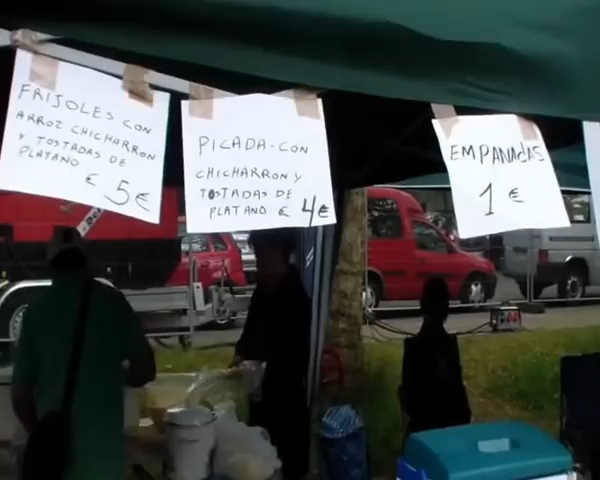 FRIJOLES CON
ARROZ CHICHARRON
Y TOSTADAS DE
PLATANO € 5€
PICADA-CON
CHICHARRON Y
TOSTADAS DE
PLATANO € 4€
EMPANADAS
1 €